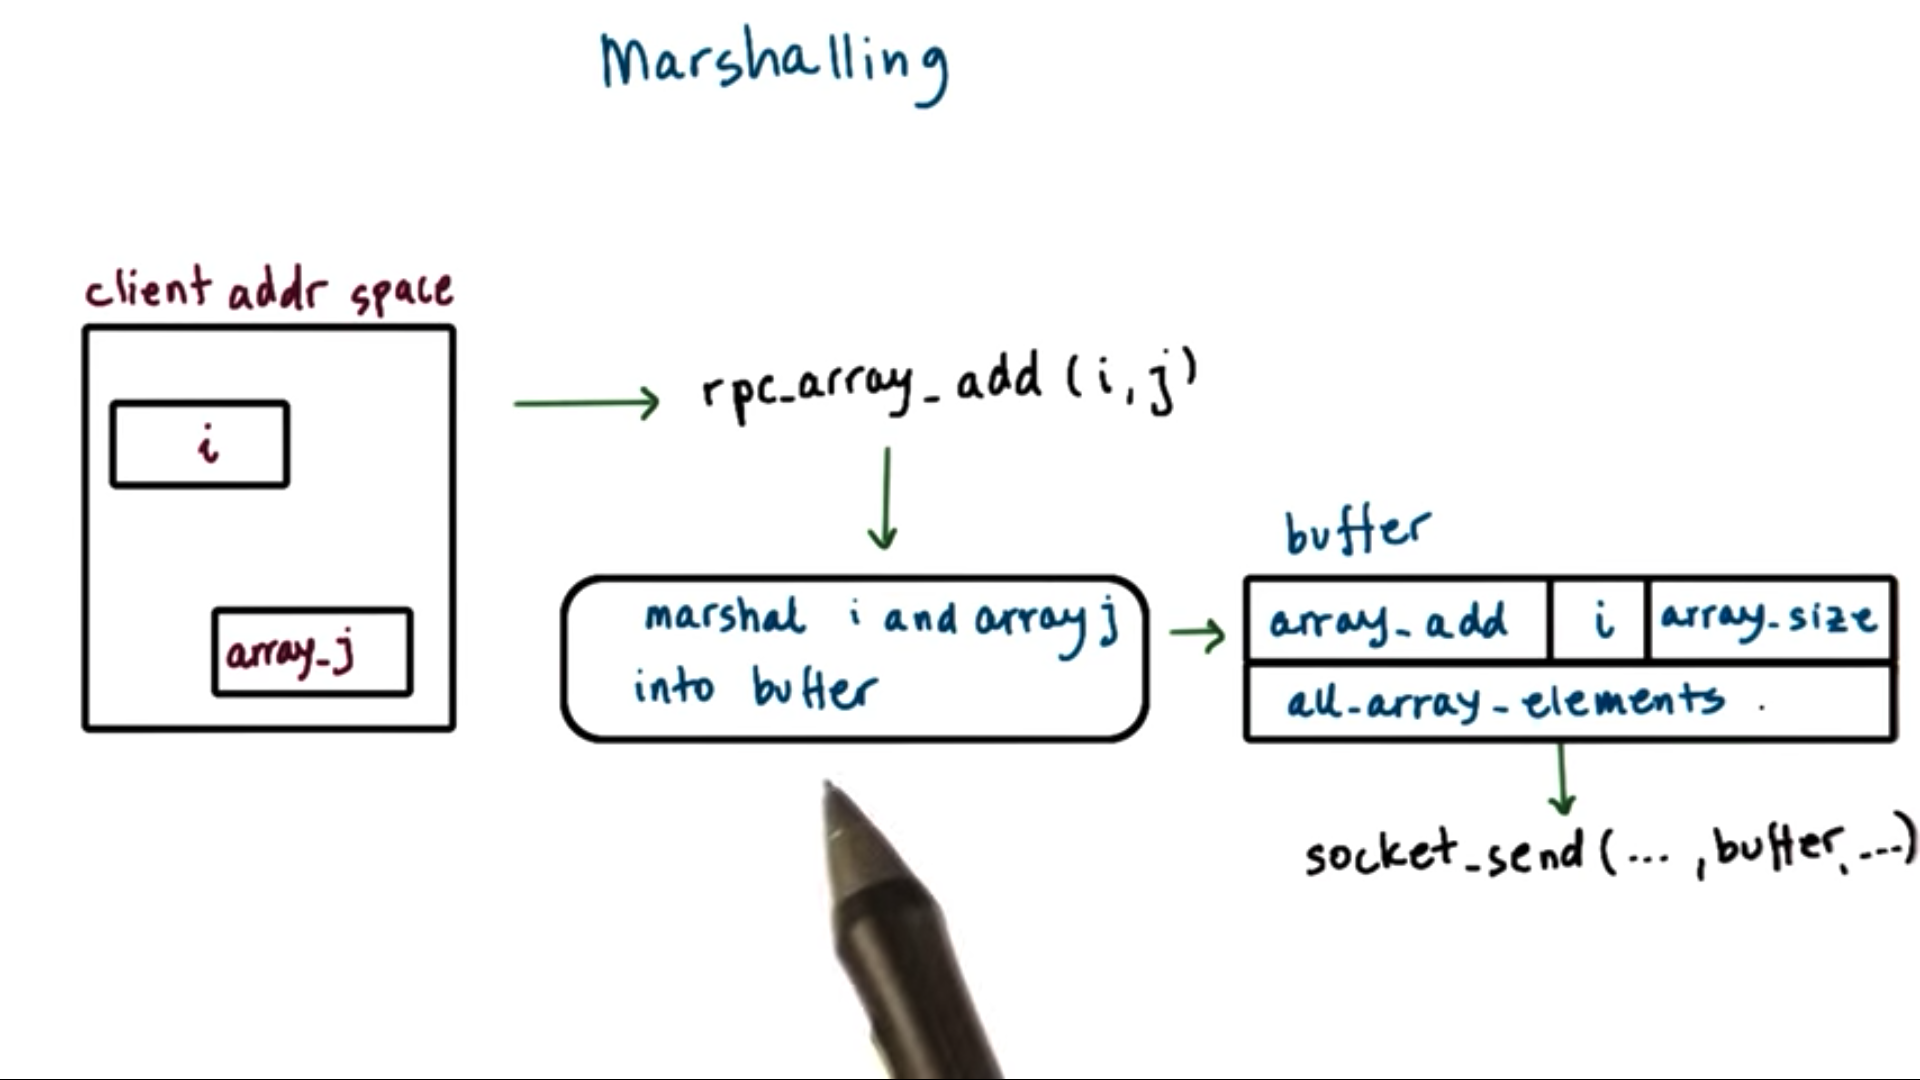 Marshalling
client addr space
i
array_j
rpc_array_add (i, j)
marshal i and array j
into buffer
buffer
array_add i array_size
all_array_elements .
socket_send (... , buffer, ...)